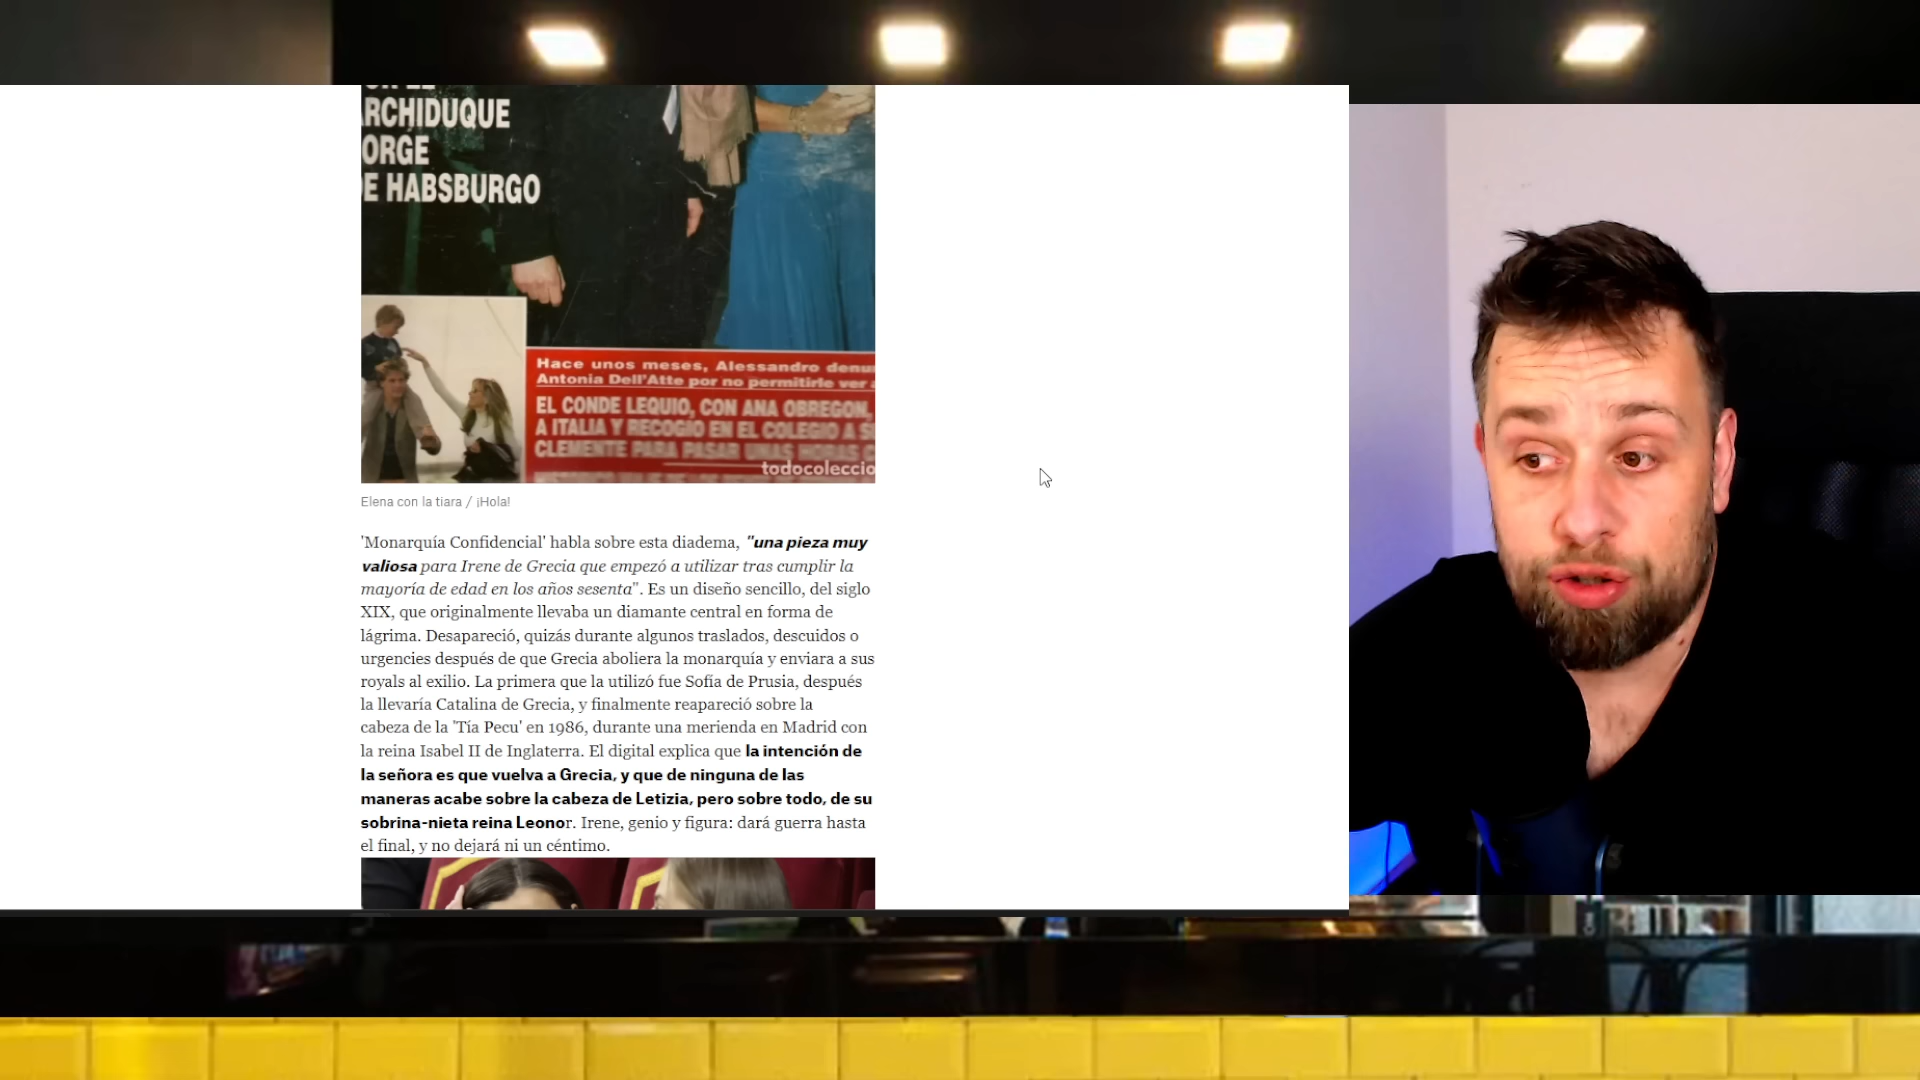 ARCHIDUQUE
ORGE
DE HABSBURGO
Hace unos meses, Alessandro denu
Antonia Dell'Atte por no permitirle ver
EL CONDE LEQUIO, CON ANA OBREGON,
A ITALIA Y RECOGIO EN EL COLEGIO A S
CLEMENTE PARA PASAR UNAS HORAS C
todocoleccio
Elena con la tiara / ¡Hola!
'Monarquía Confidencial' habla sobre esta diadema, "una pieza muy
valiosa para Irene de Grecia que empezó a utilizar tras cumplir la
mayoría de edad en los años sesenta". Es un diseño sencillo, del siglo
XIX, que originalmente llevaba un diamante central en forma de
lágrima. Desapareció, quizás durante algunos traslados, descuidos o
urgencies después de que Grecia aboliera la monarquía y enviara a sus
royals al exilio. La primera que la utilizó fue Sofía de Prusia, después
la llevaría Catalina de Grecia, y finalmente reapareció sobre la
cabeza de la 'Tía Pecu' en 1986, durante una merienda en Madrid con
la reina Isabel II de Inglaterra. El digital explica que la intención de
la señora es que vuelva a Grecia, y que de ninguna de las
maneras acabe sobre la cabeza de Letizia, pero sobre todo, de su
sobrina-nieta reina Leonor. Irene, genio y figura: dará guerra hasta
el final, y no dejará ni un céntimo.